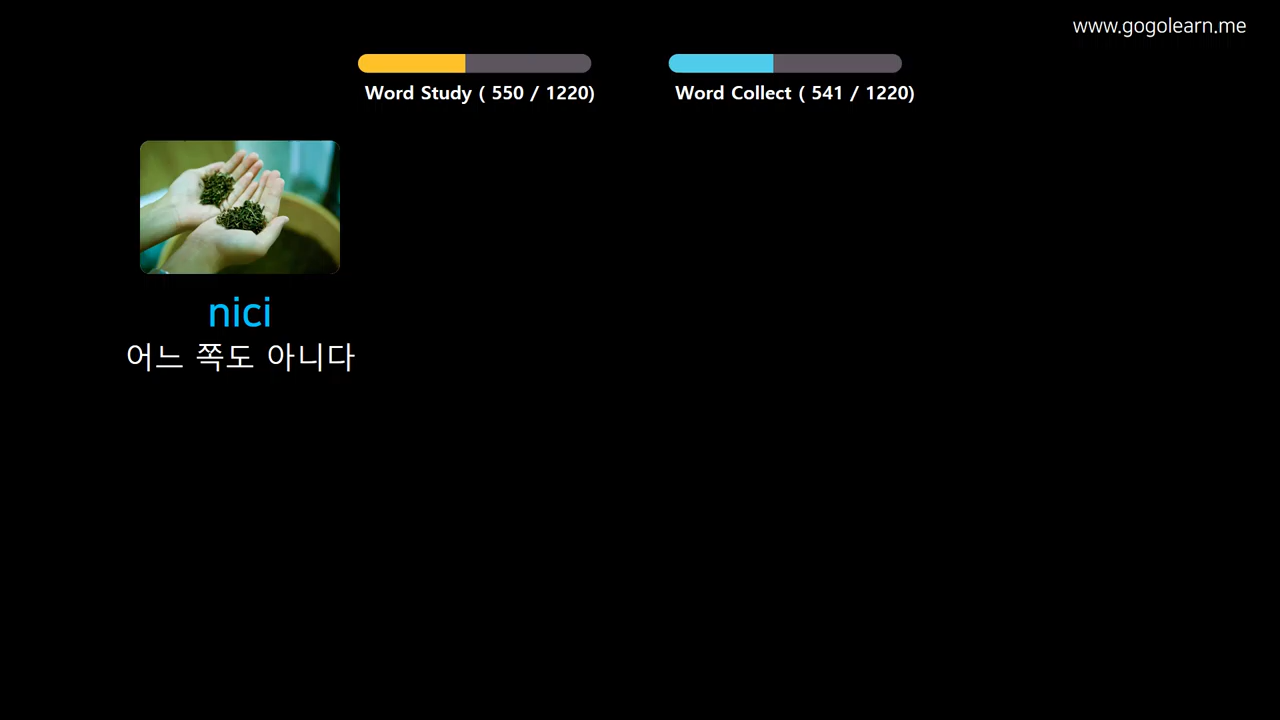 www.gogolearn.me
Word Study ( 550 / 1220)
Word Collect ( 541 / 1220)
nici
어느 쪽도 아니다